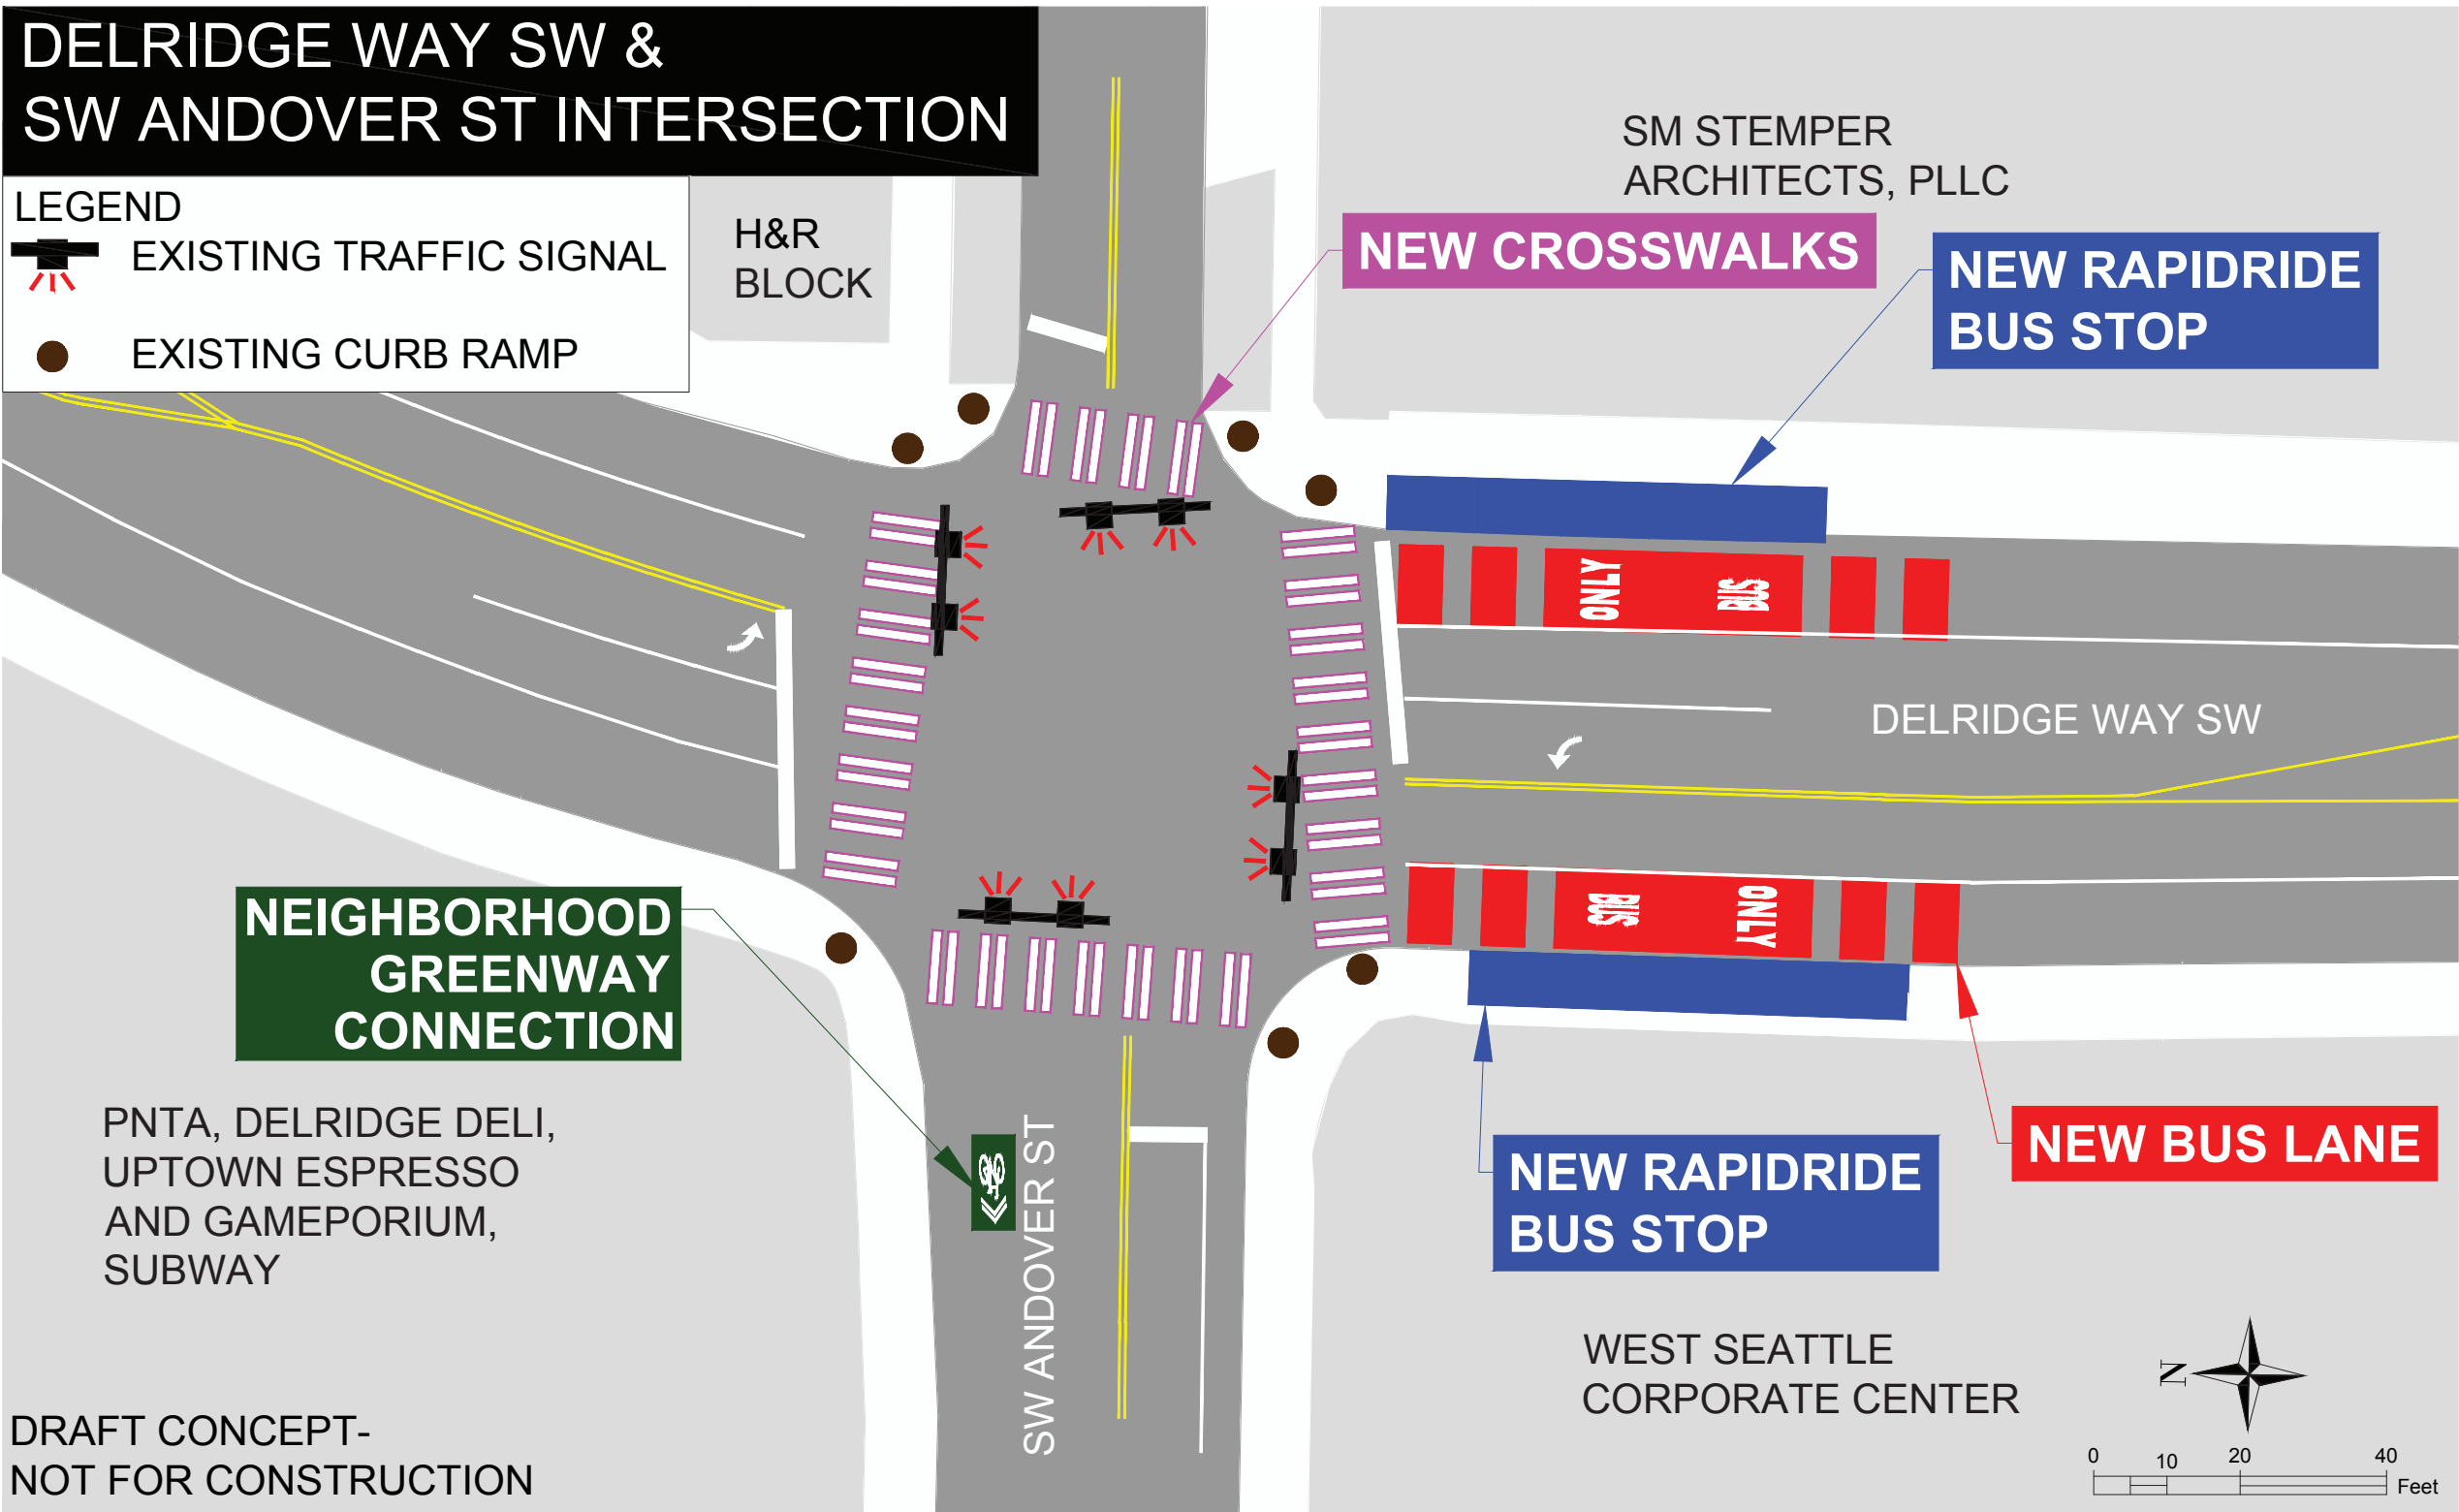 DELRIDGE WAY SW &
SW ANDOVER ST INTERSECTION
LEGEND
EXISTING TRAFFIC SIGNAL
EXISTING CURB RAMP
H&R
BLOCK
SM STEMPER
ARCHITECTS, PLLC
NEW CROSSWALKS
NEW RAPIDRIDE
BUS STOP
ONLY
BUS
DELRIDGE WAY SW
BUS
ONLY
NEIGHBORHOOD
GREENWAY
CONNECTION
PNTA, DELRIDGE DELI,
UPTOWN ESPRESSO
AND GAMEPORIUM,
SUBWAY
SW ANDOVER ST
NEW RAPIDRIDE
BUS STOP
NEW BUS LANE
WEST SEATTLE
CORPORATE CENTER
N
DRAFT CONCEPT-
NOT FOR CONSTRUCTION
0 10 20 40
Feet